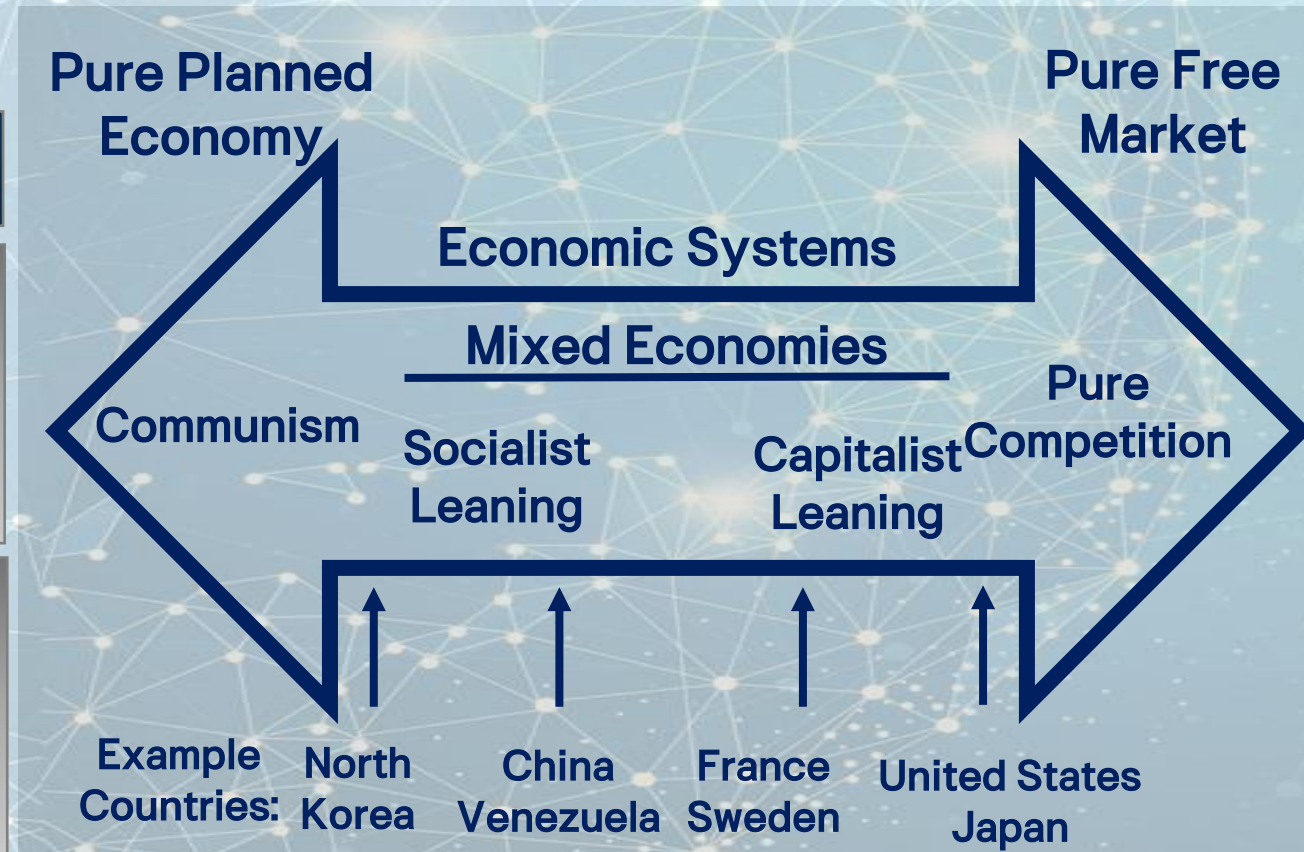 Pure Planned
Economy
Pure Free
Market
Economic Systems
Mixed Economies
Communism
Socialist
Leaning
Capitalist
Leaning
Pure
Competition
Example
Countries:
North
Korea
China
Venezuela
France
Sweden
United States
Japan